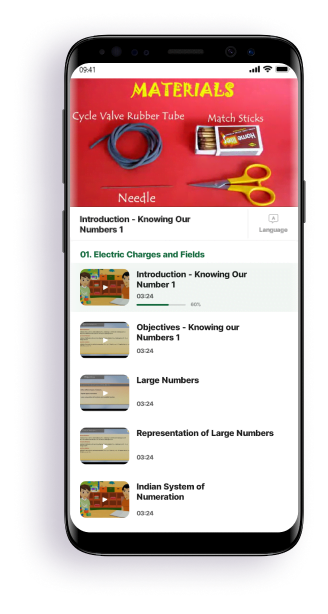 09:41
MATERIALS
Cycle Valve Rubber Tube
Match Sticks
Home
Needle
Introduction - Knowing Our
Numbers 1
Language
01. Electric Charges and Fields
Introduction - Knowing Our
Number 1
03:24
60%
Objectives - Knowing our
Numbers 1
03:24
Large Numbers
03:24
Representation of Large Numbers
03:24
Indian System of
Numeration
03:24